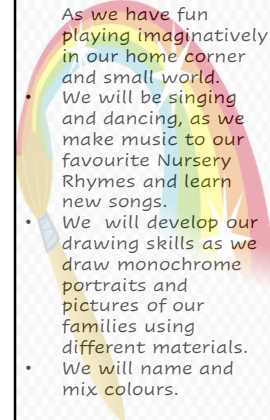 As we have fun
playing imaginatively
in our home corner
and small world.
• We will be singing
and dancing, as we
make music to our
favourite Nursery
Rhymes and learn
new songs.
• We  will develop our
drawing skills as we
draw monochrome
portraits and
pictures of our
families using
different materials.
• We will name and
mix colours.